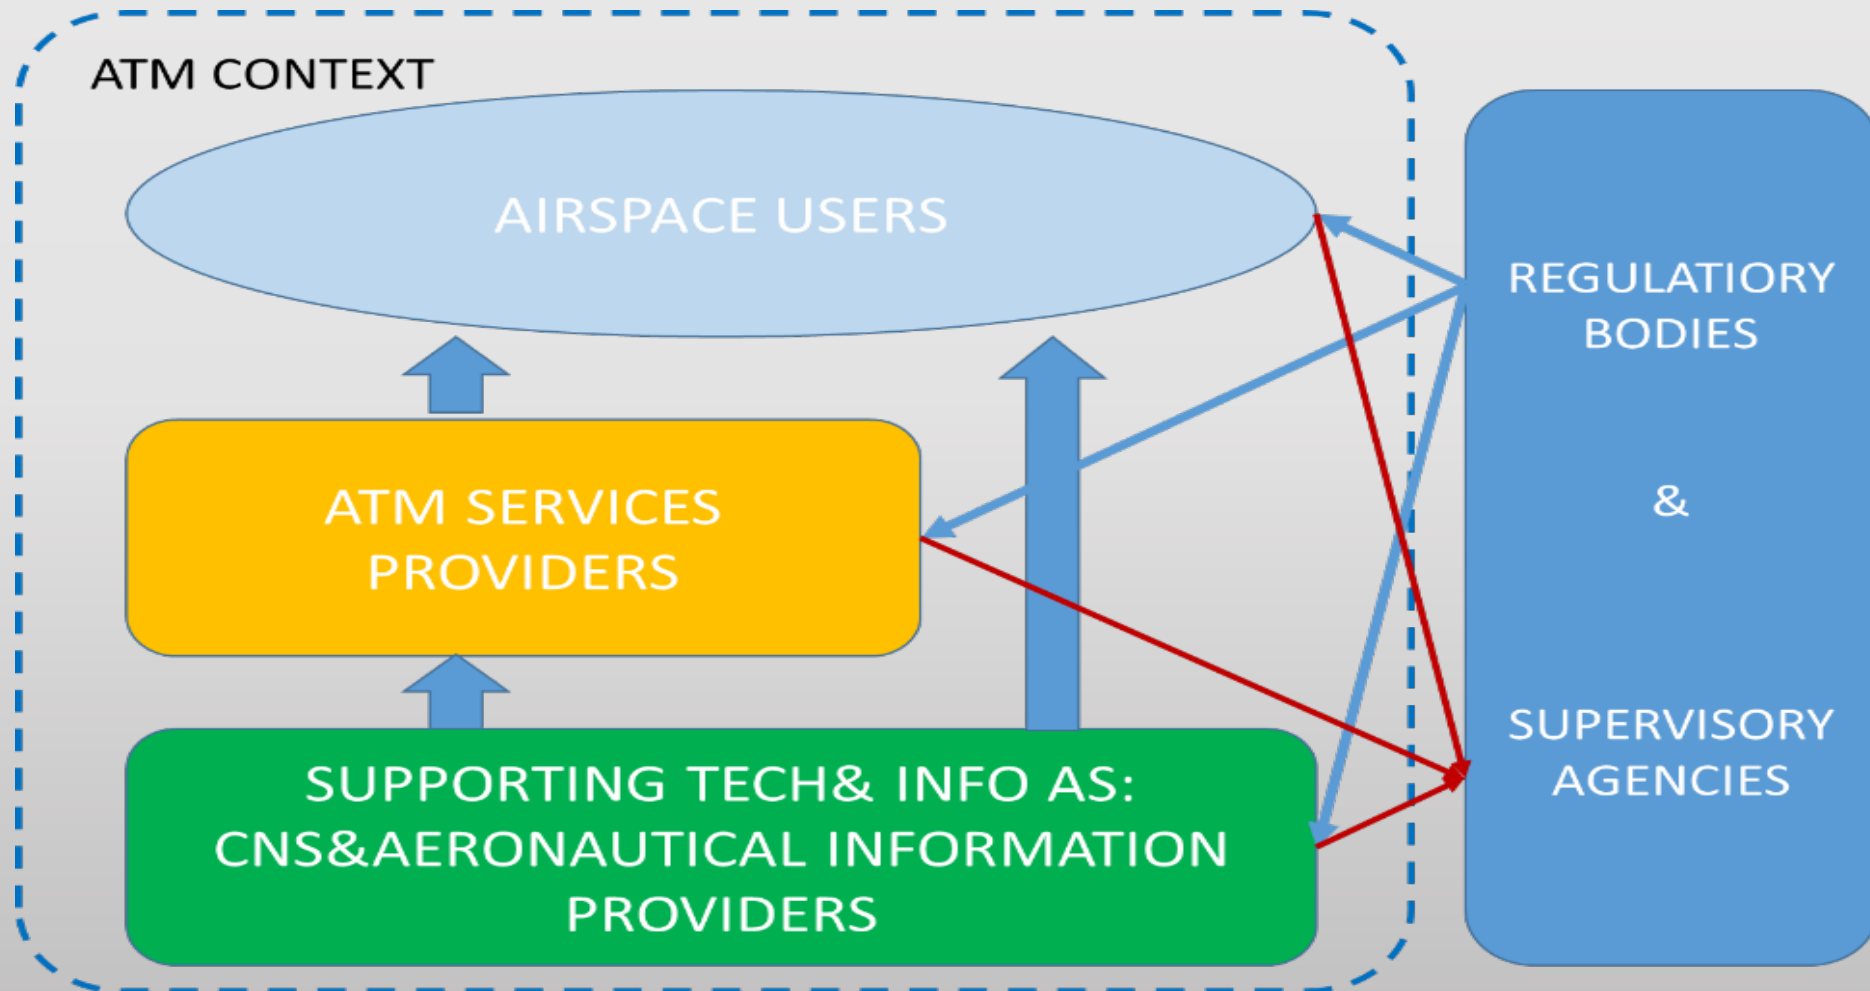 ATM CONTEXT
AIRSPACE USERS
ATM SERVICES
PROVIDERS
SUPPORTING TECH& INFO AS:
CNS&AERONAUTICAL INFORMATION
PROVIDERS
REGULATIORY
BODIES
&
SUPERVISORY
AGENCIES